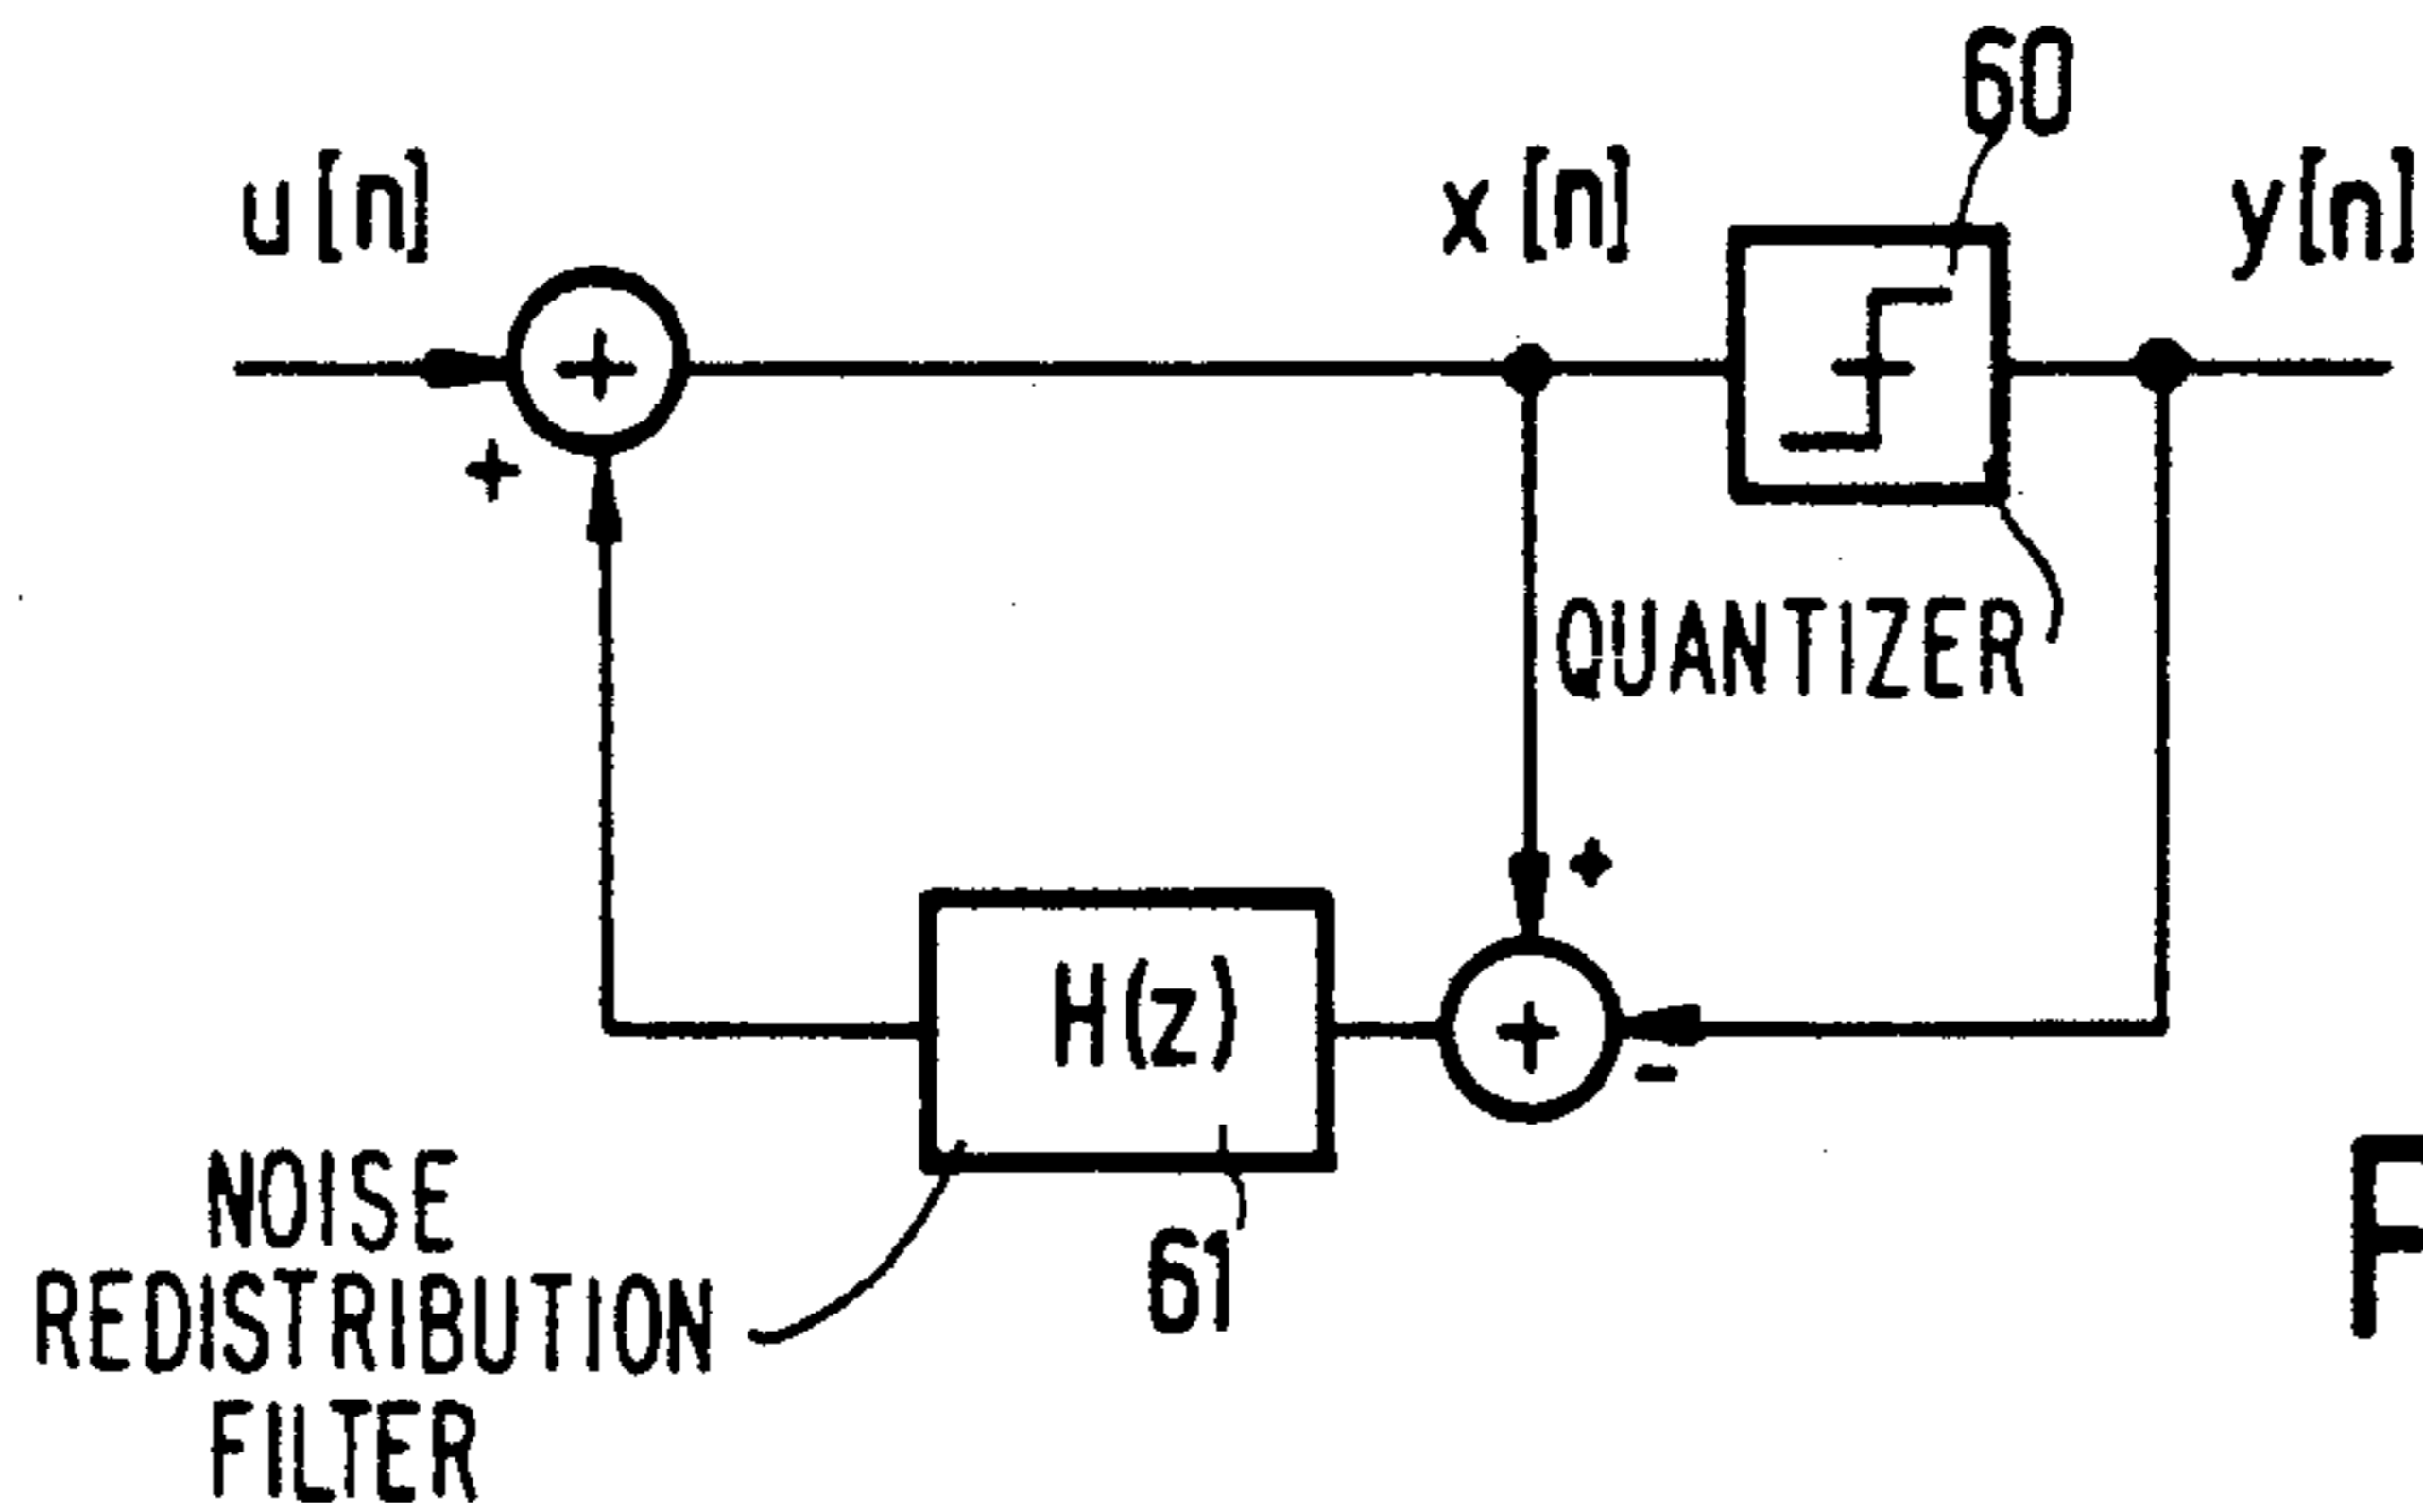 60
u[n]
x[n]
y[n]
+
+
QUANTIZER
+
H(z)
+
-
NOISE
REDISTRIBUTION
FILTER
61
F